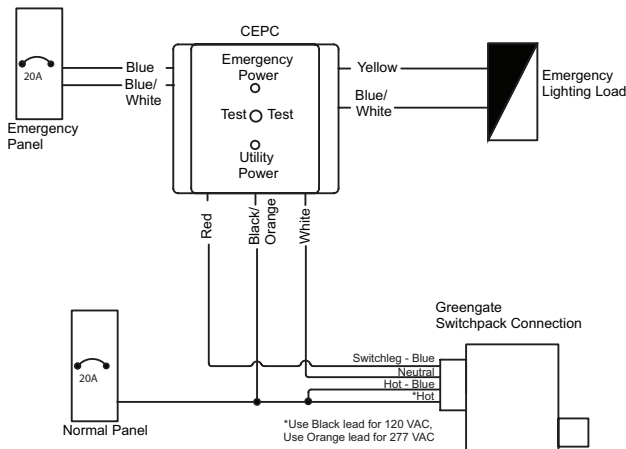 CEPC
20A
Emergency
Panel
Blue
Blue/
White
Emergency
Power
Test
Test
Utility
Power
Yellow
Blue/
White
Emergency
Lighting Load
Red
Black/
Orange
White
20A
Normal Panel
Greengate
Switchpack Connection
Switchleg - Blue
Neutral
Hot - Blue
*Hot
*Use Black lead for 120 VAC,
Use Orange lead for 277 VAC